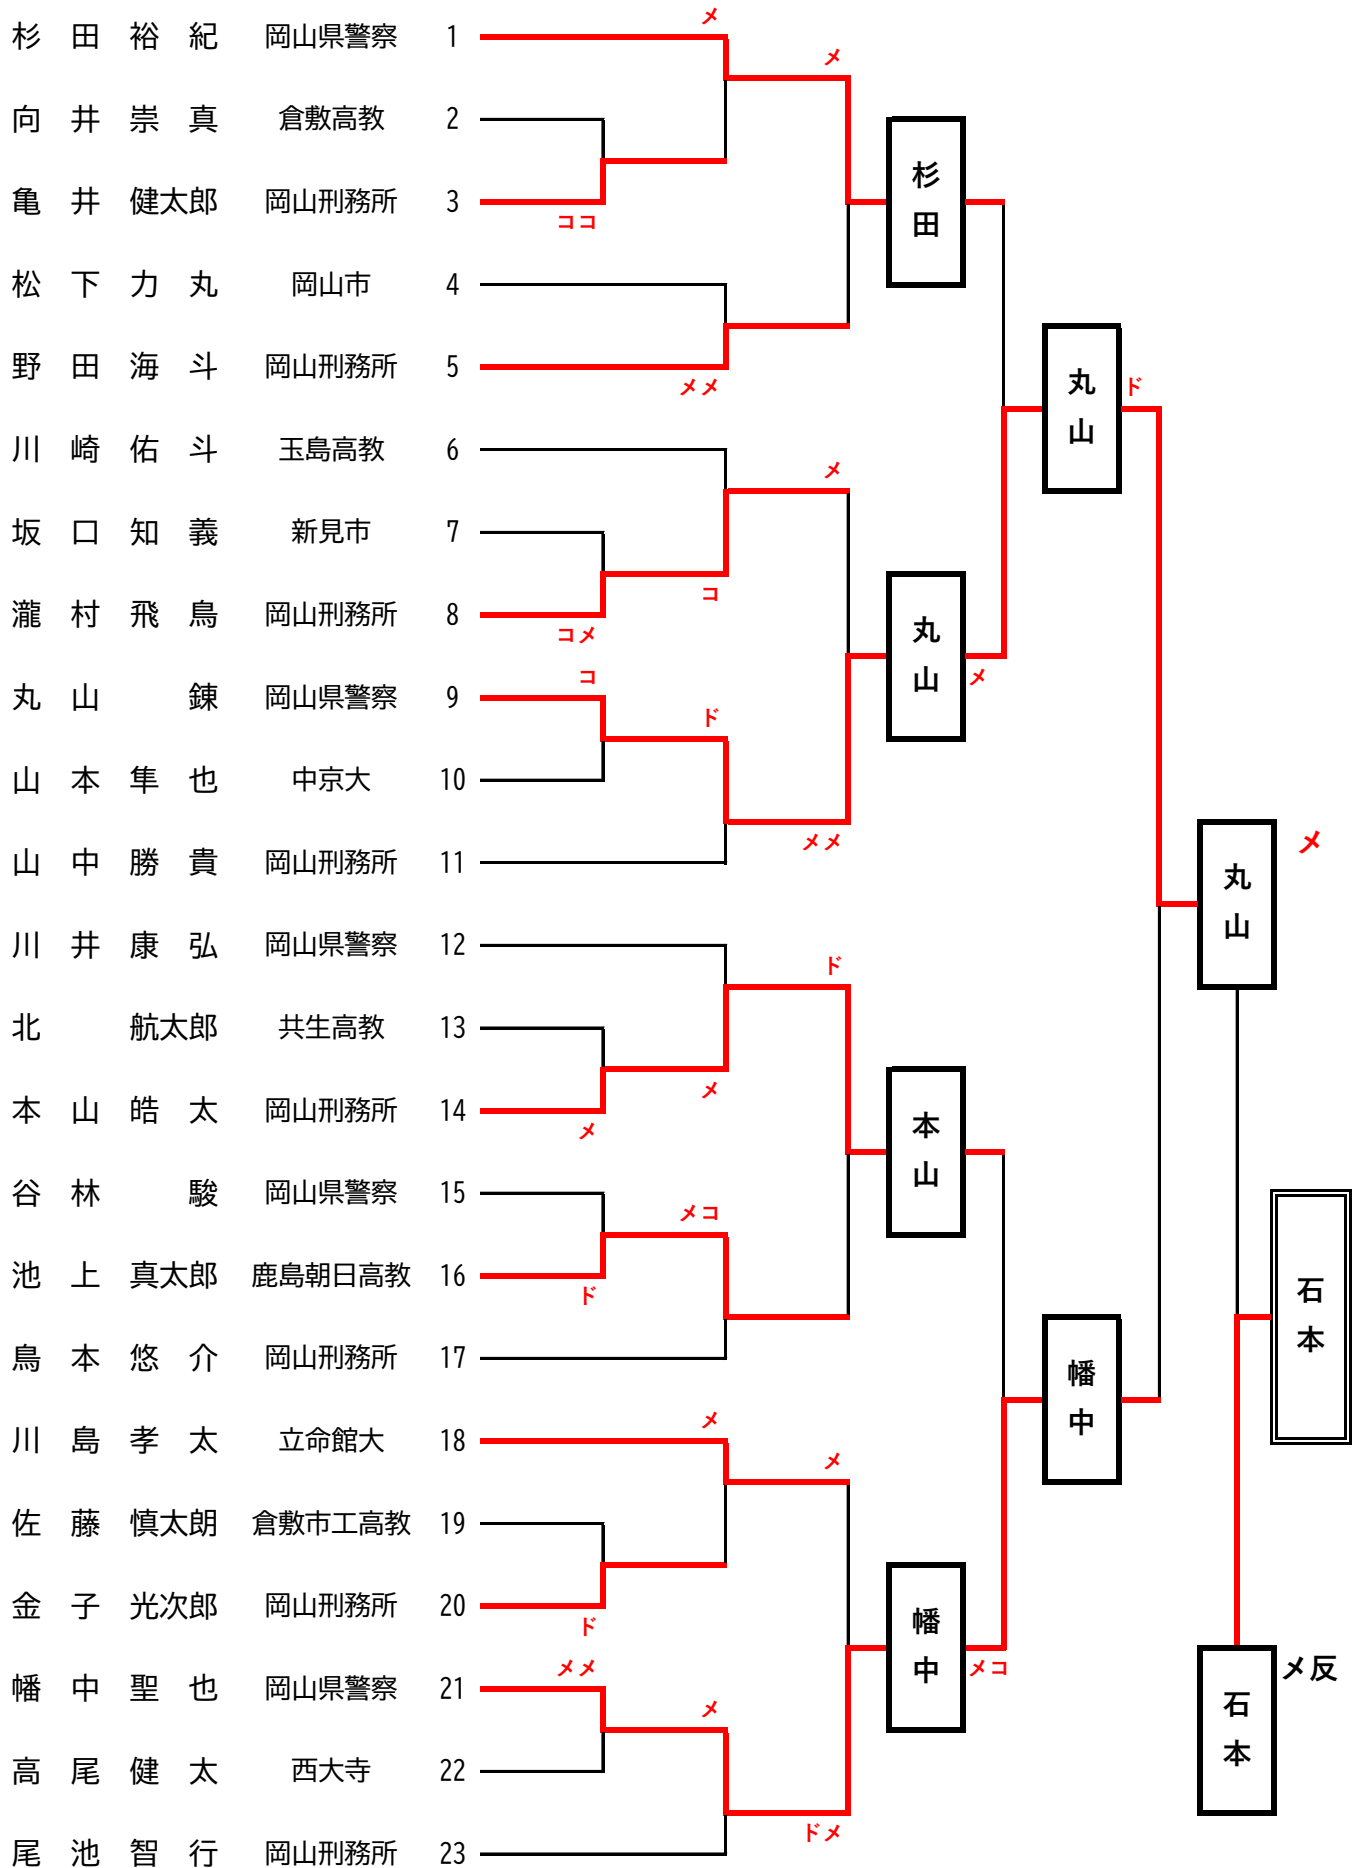 杉田裕紀 岡山県警察 1
メ
メ
向井崇真 倉敷高教 2
亀井健太郎 岡山刑務所 3
ココ
杉田
松下力丸 岡山市 4
野田海斗 岡山刑務所 5
メメ
丸山
ド
川崎佑斗 玉島高教 6
メ
坂口知義 新見市 7
コ
瀧村飛鳥 岡山刑務所 8
コメ
丸山
メ
コ
丸山錬 岡山県警察 9
ド
山本隼也 中京大 10
メメ
山中勝貴 岡山刑務所 11
丸山
メ
川井康弘 岡山県警察 12
ド
北航太郎 共生高教 13
メ
本山皓太 岡山刑務所 14
メ
本山
谷林駿 岡山県警察 15
メコ
池上真太郎 鹿島朝日高教 16
ド
石本
鳥本悠介 岡山刑務所 17
幡中
川島孝太 立命館大 18
メ
メ
佐藤慎太朗 倉敷市工高教 19
金子光次郎 岡山刑務所 20
ド
幡中
メコ
メメ
幡中聖也 岡山県警察 21
メ
石本
メ反
高尾健太 西大寺 22
ドメ
尾池智行 岡山刑務所 23